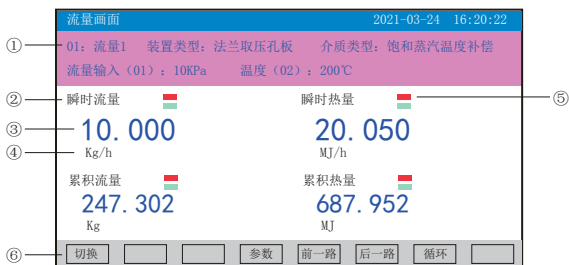 流量画面 2021-03-24 16:20:22
① 01：流量1 装置类型：法兰取压孔板 介质类型：饱和蒸汽温度补偿
流量输入（01）：10KPa 温度（02）：200℃
② 瞬时流量 瞬时热量 ⑤
③ 10.000 20.050
④ Kg/h MJ/h
累积流量 累积热量
247.302 687.952
Kg MJ
⑥ 切换 参数 前一路 后一路 循环